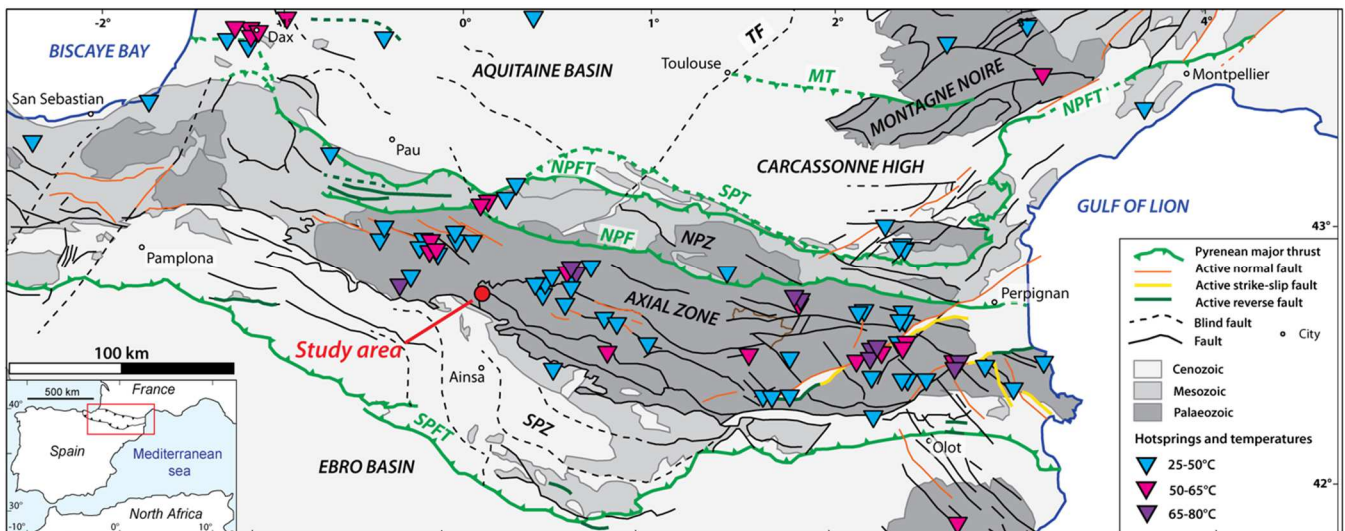 -2°
0°
1°
2°
4°
BISCAYE BAY
Dax
AQUITAINE BASIN
TF
Toulouse
MT
MONTAGNE NOIRE
Montpellier
NPFT
San Sebastian
Pau
NPFT
SPT
CARCASSONNE HIGH
GULF OF LION
43°
Pamplona
NPF
NPZ
AXIAL ZONE
Perpignan
Study area
Ainsa
SPZ
SPFT
EBRO BASIN
Olot
42°
100 km
500 km
France
40°
Spain
Mediterranean
sea
30°
North Africa
-10°
0°
10°
Pyrenean major thrust
Active normal fault
Active strike-slip fault
Active reverse fault
Blind fault
Fault
City
Cenozoic
Mesozoic
Palaeozoic
Hotsprings and temperatures
25-50°C
50-65°C
65-80°C